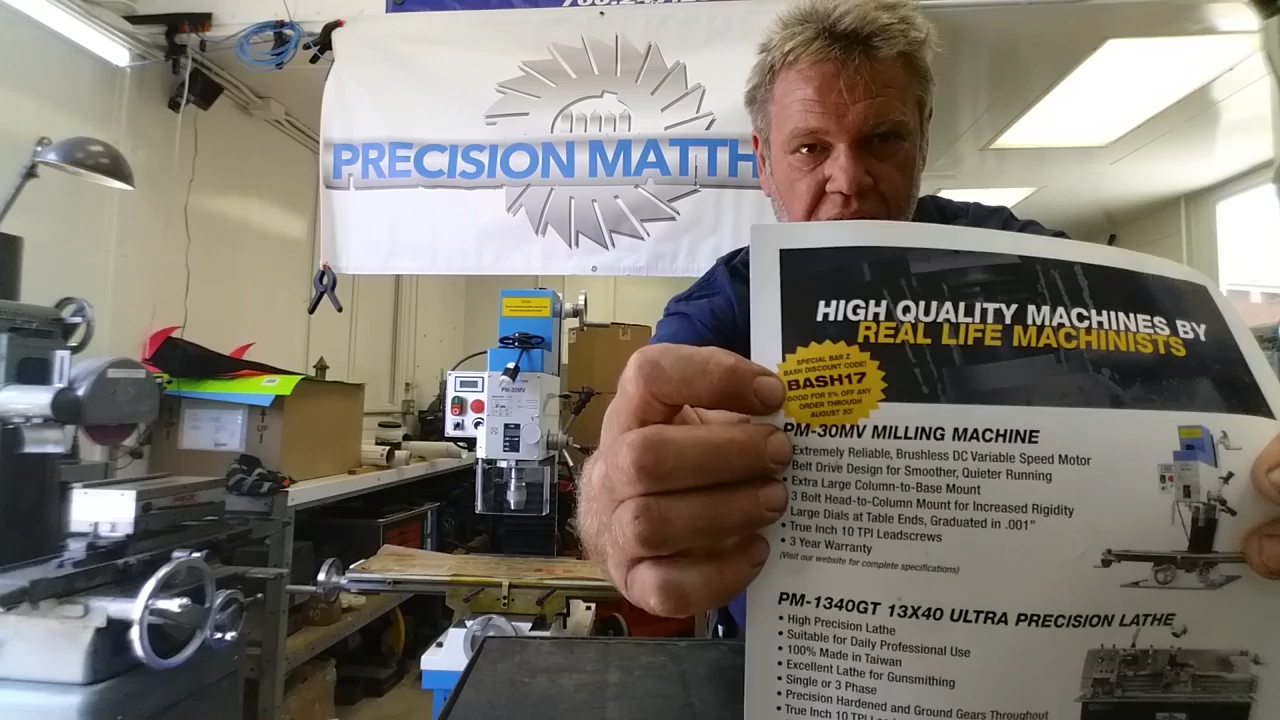 PRECISION MATTH
HIGH QUALITY MACHINES BY
REAL LIFE MACHINISTS
SPECIAL BAR Z
BASH DISCOUNT CODE!
BASH17
GOOD FOR 5% OFF ANY
ORDER THROUGH
AUGUST 30!
PM-30MV MILLING MACHINE
Extremely Reliable, Brushless DC Variable Speed Motor
Belt Drive Design for Smoother, Quieter Running
• Extra Large Column-to-Base Mount
3 Bolt Head-to-Column Mount for Increased Rigidity
Large Dials at Table Ends, Graduated in .001"
• True Inch 10 TPI Leadscrews
• 3 Year Warranty
(Visit our website for complete specifications)
PM-1340GT 13X40 ULTRA PRECISION LATHE
• High Precision Lathe
• Suitable for Daily Professional Use
• 100% Made in Taiwan
• Excellent Lathe for Gunsmithing
• Single or 3 Phase
• Precision Hardened and Ground Gears Throughout
• True Inch 10 TPI
PM-30MV
UP